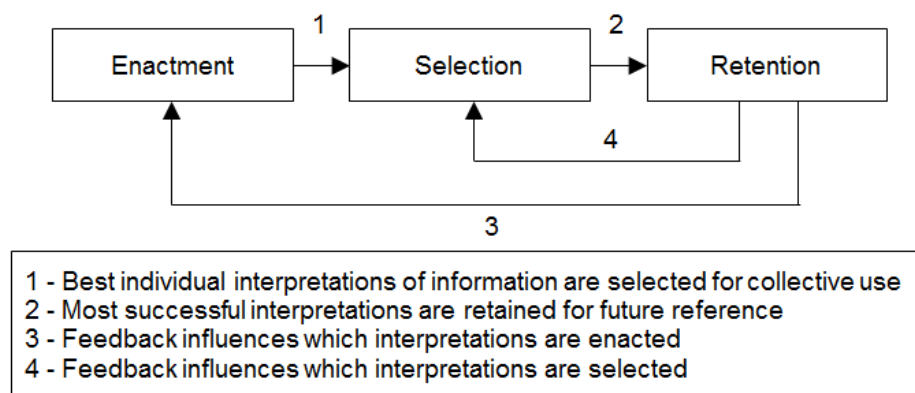 1
2
Enactment
Selection
Retention
4
3
1 - Best individual interpretations of information are selected for collective use
2 - Most successful interpretations are retained for future reference
3 - Feedback influences which interpretations are enacted
4 - Feedback influences which interpretations are selected